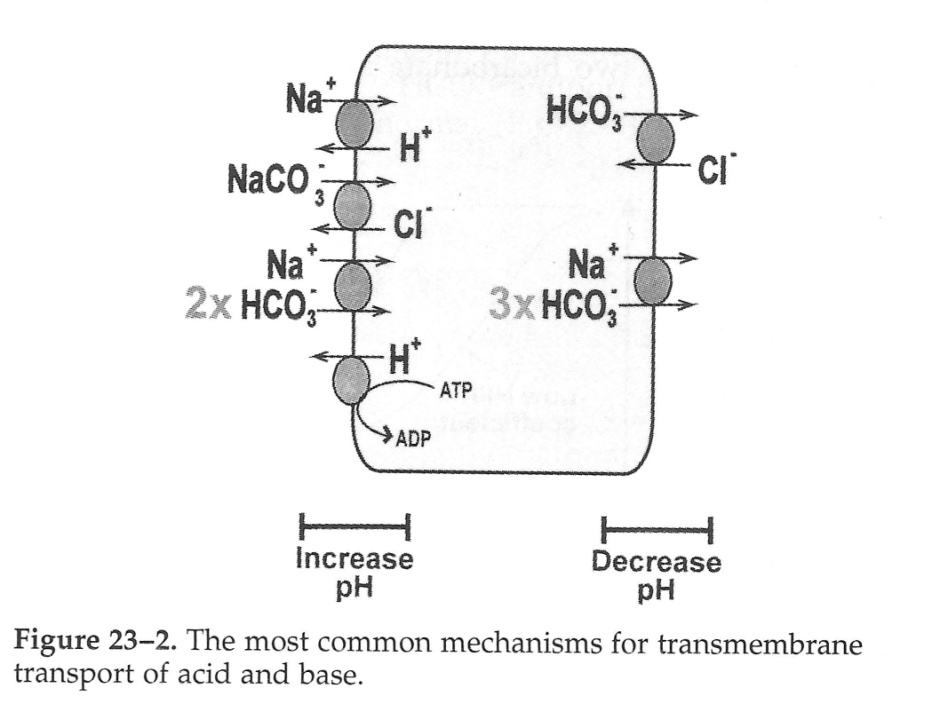 Na⁺
H⁺
NaCO₃⁻
Cl⁻
Na⁺
2x HCO₃⁻
H⁺
ATP
ADP
HCO₃⁻
Cl⁻
Na⁺
3x HCO₃⁻
Increase
pH
Decrease
pH
Figure 23–2. The most common mechanisms for transmembrane
transport of acid and base.